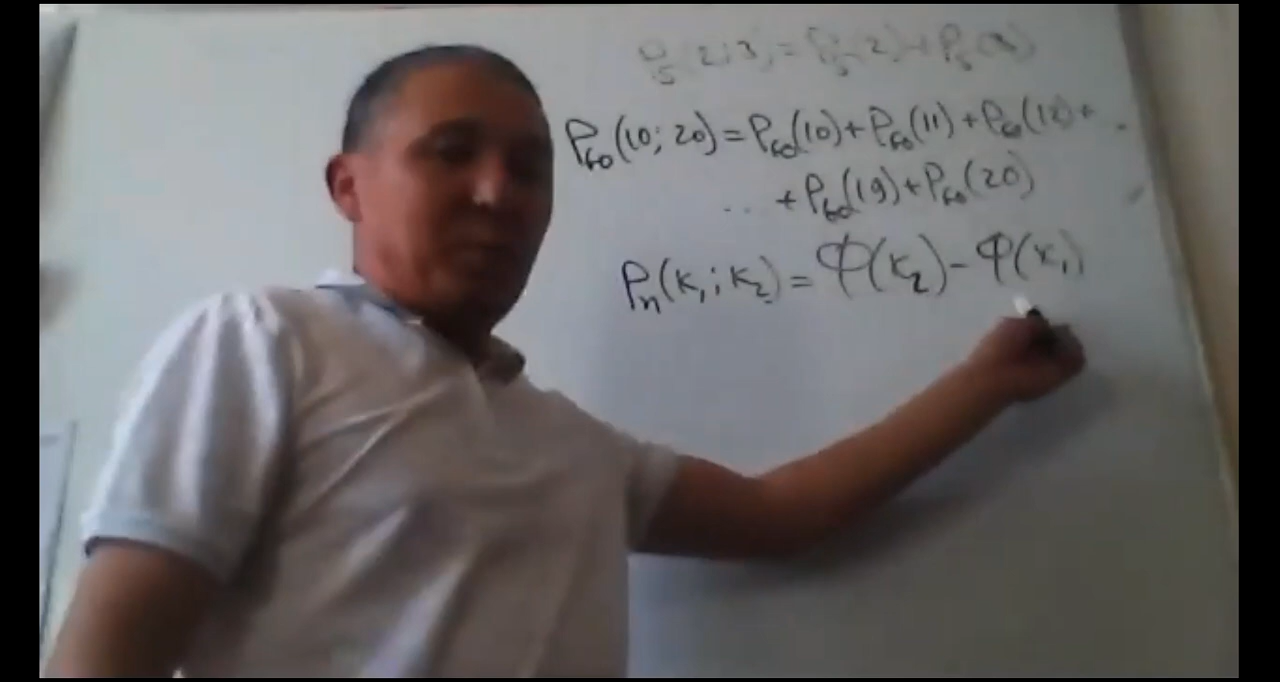 P₅(2;3) = P₅(2) + P₅(3)
P₆₀(10; 20) = P₆₀(10) + P₆₀(11) + P₆₀(12) + ...
... + P₆₀(19) + P₆₀(20)
Pₙ(K₁; K₂) = Φ(K₂) - Φ(x₁)